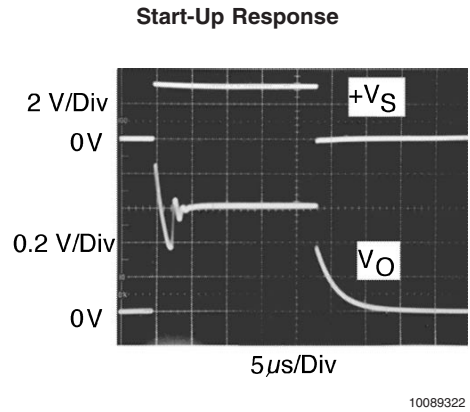 Start-Up Response
+VS
2 V/Div
0V
0.2 V/Div
VO
0V
5µs/Div
10089322